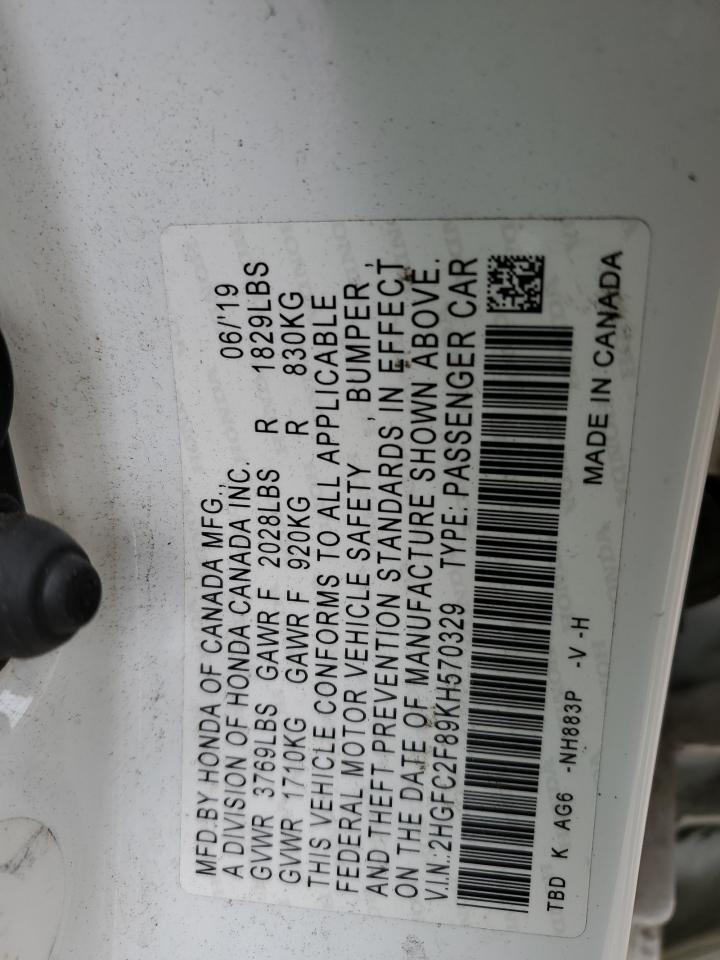 MFD.BY HONDA OF CANADA MFG.,
A DIVISION OF HONDA CANADA INC. 06/'19
GVWR 3769LBS GAWR F 2028LBS R 1829LBS
GVWR 1710KG GAWR F 920KG R 830KG
THIS VEHICLE CONFORMS TO ALL APPLICABLE
FEDERAL MOTOR VEHICLE SAFETY , BUMPER ,
AND THEFT PREVENTION STANDARDS IN EFFECT
ON THE DATE OF MANUFACTURE SHOWN ABOVE.
V.I.N.:2HGFC2F89KH570329 TYPE: PASSENGER CAR
TBD K AG6 -NH883P -V -H MADE IN CANADA